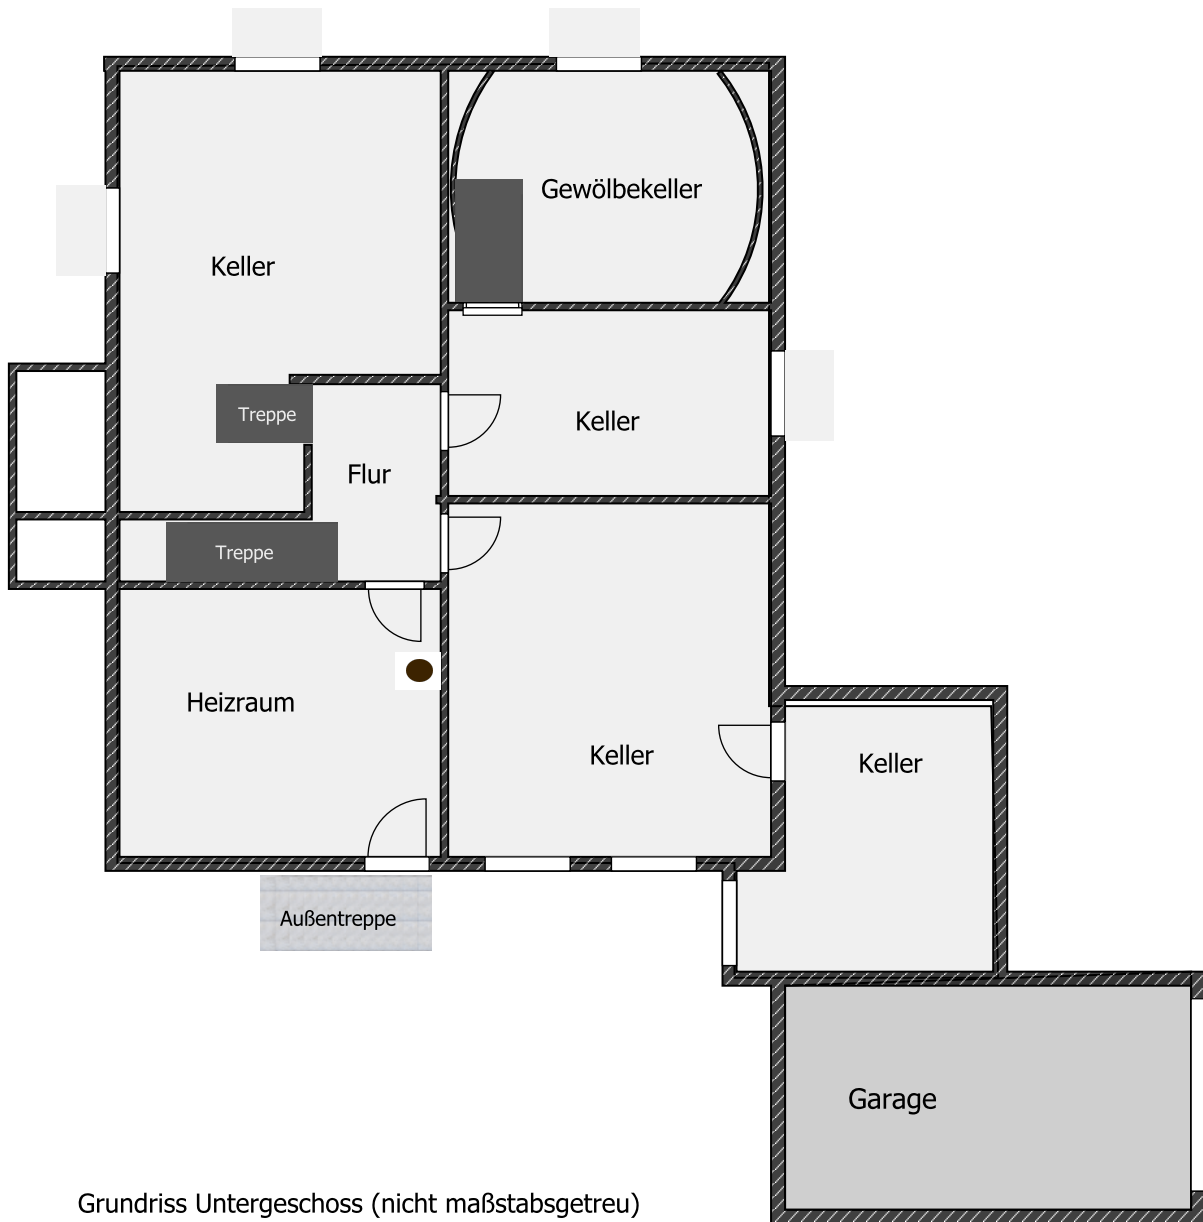 Gewölbekeller
Keller
Treppe
Keller
Flur
Treppe
Heizraum
Keller
Keller
Außentreppe
Garage
Grundriss Untergeschoss (nicht maßstabsgetreu)